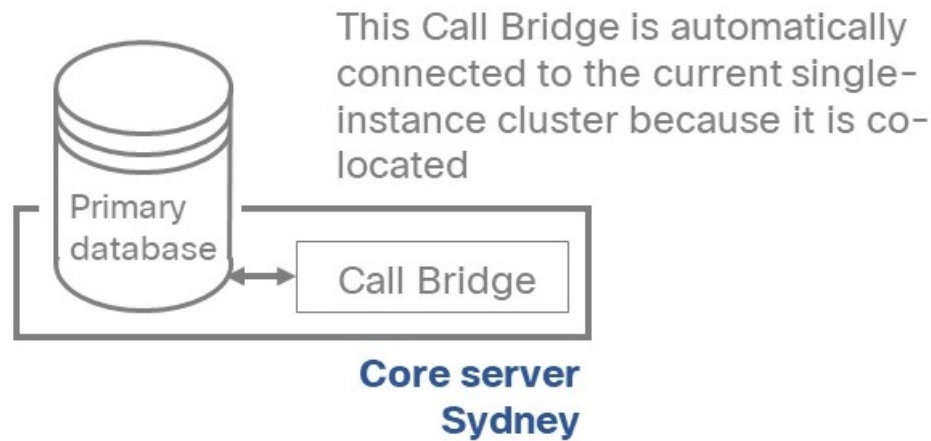 This Call Bridge is automatically
connected to the current single-
instance cluster because it is co-
located
Primary
database
Call Bridge
Core server
Sydney